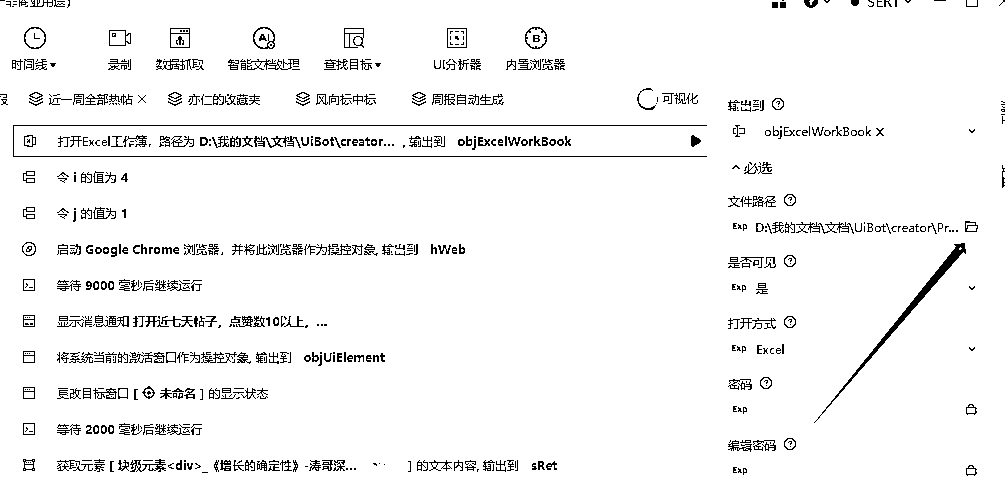 非商业用途)
SERT
时间线 录制 数据抓取 智能文档处理 查找目标 UI分析器 内置浏览器
近一周全部热帖 × 亦仁的收藏夹 风向标中标 周报自动生成 可视化
打开Excel工作簿，路径为 D:\我的文档\文档\UiBot\creator... , 输出到 objExcelWorkBook
令 i 的值为 4
令 j 的值为 1
启动 Google Chrome 浏览器，并将此浏览器作为操控对象, 输出到 hWeb
等待 9000 毫秒后继续运行
显示消息通知 打开近七天帖子，点赞数10以上，...
将系统当前的激活窗口作为操控对象, 输出到 objUiElement
更改目标窗口 [ 未命名 ] 的显示状态
等待 2000 毫秒后继续运行
获取元素 [ 块级元素<div>_《增长的确定性》-涛哥深... ] 的文本内容, 输出到 sRet
输出到
objExcelWorkBook X
必选
文件路径
Exp D:\我的文档\文档\UiBot\creator\Pr...
是否可见
Exp 是
打开方式
Exp Excel
密码
Exp
编辑密码
Exp